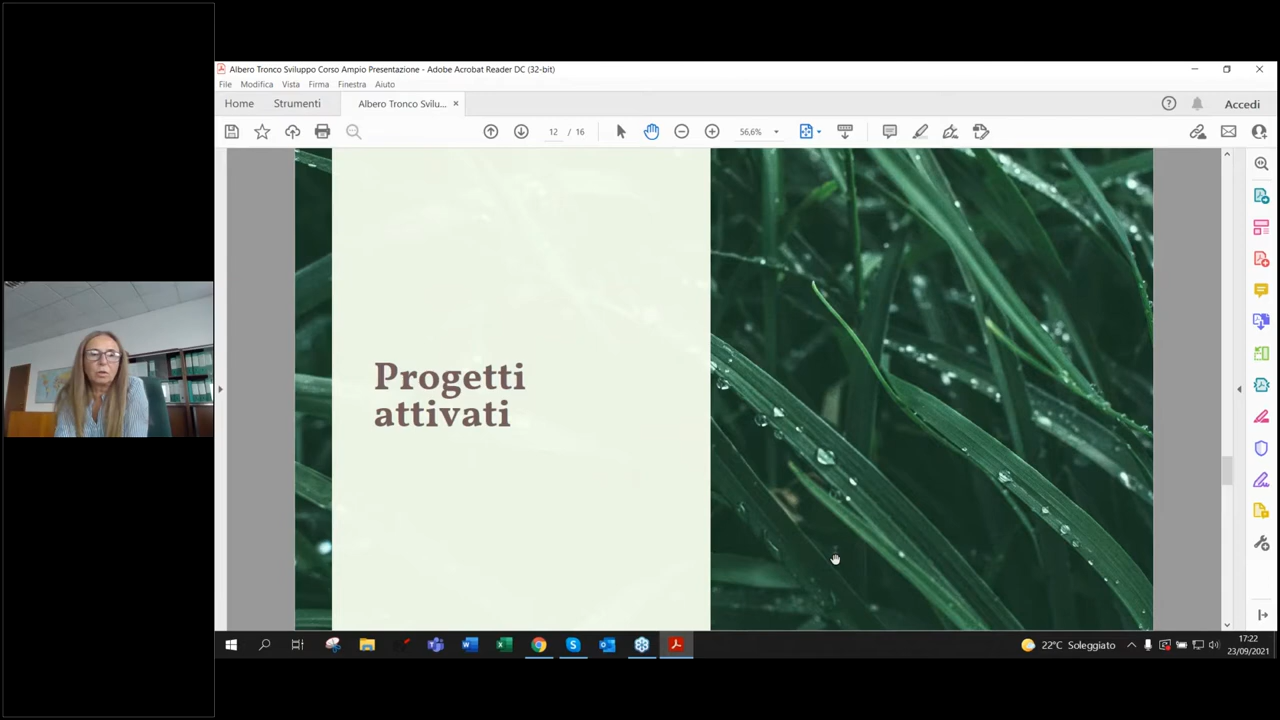 Albero Tronco Sviluppo Corso Ampio Presentazione - Adobe Acrobat Reader DC (32-bit)
File Modifica Vista Firma Finestra Aiuto
Home Strumenti Albero Tronco Svilu... × Accedi
12 / 16 56,6%
Progetti
attivati
22°C Soleggiato
17:22
23/09/2021